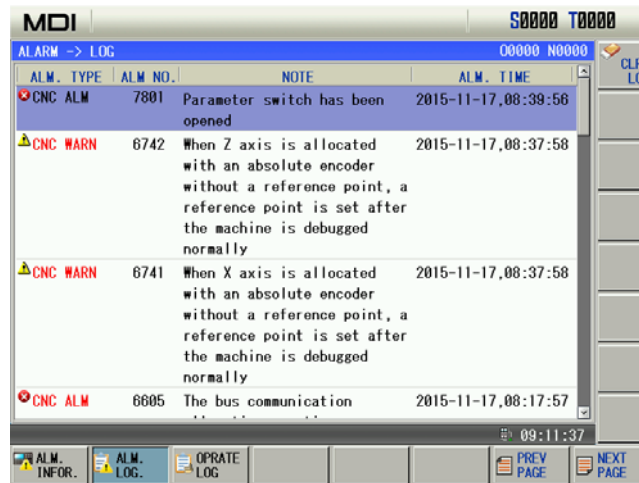 MDI
S0000 T0000
ALARM -> LOG
O0000 N0000
CLR
LO
ALM. TYPE ALM NO. NOTE ALM. TIME
CNC ALM 7801 Parameter switch has been 2015-11-17,08:39:56
opened
CNC WARN 6742 When Z axis is allocated 2015-11-17,08:37:58
with an absolute encoder
without a reference point, a
reference point is set after
the machine is debugged
normally
CNC WARN 6741 When X axis is allocated 2015-11-17,08:37:58
with an absolute encoder
without a reference point, a
reference point is set after
the machine is debugged
normally
CNC ALM 6605 The bus communication 2015-11-17,08:17:57
09:11:37
ALM. ALM. OPRATE PREV NEXT
INFOR. LOG. LOG PAGE PAGE